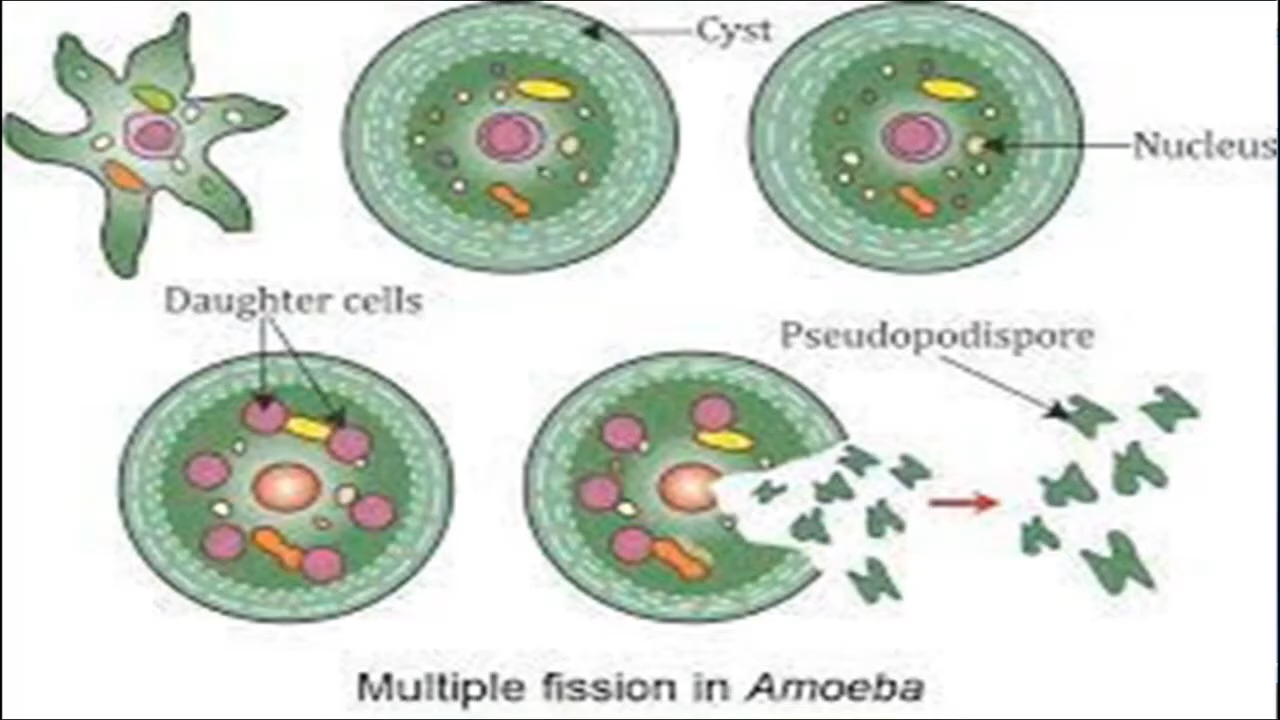 Cyst
Nucleus
Daughter cells
Pseudopodispore
Multiple fission in Amoeba